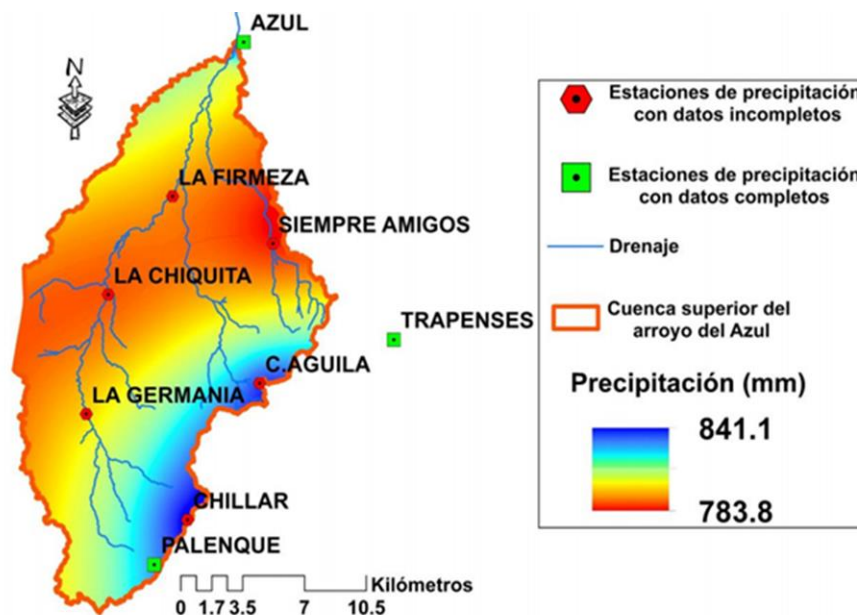 AZUL
N
LA FIRMEZA
SIEMPRE AMIGOS
LA CHIQUITA
TRAPENSES
C.AGUILA
LA GERMANIA
CHILLAR
PALENQUE
Kilómetros
0 1.7 3.5 7 10.5
Estaciones de precipitación
con datos incompletos
Estaciones de precipitación
con datos completos
Drenaje
Cuenca superior del
arroyo del Azul
Precipitación (mm)
841.1
783.8